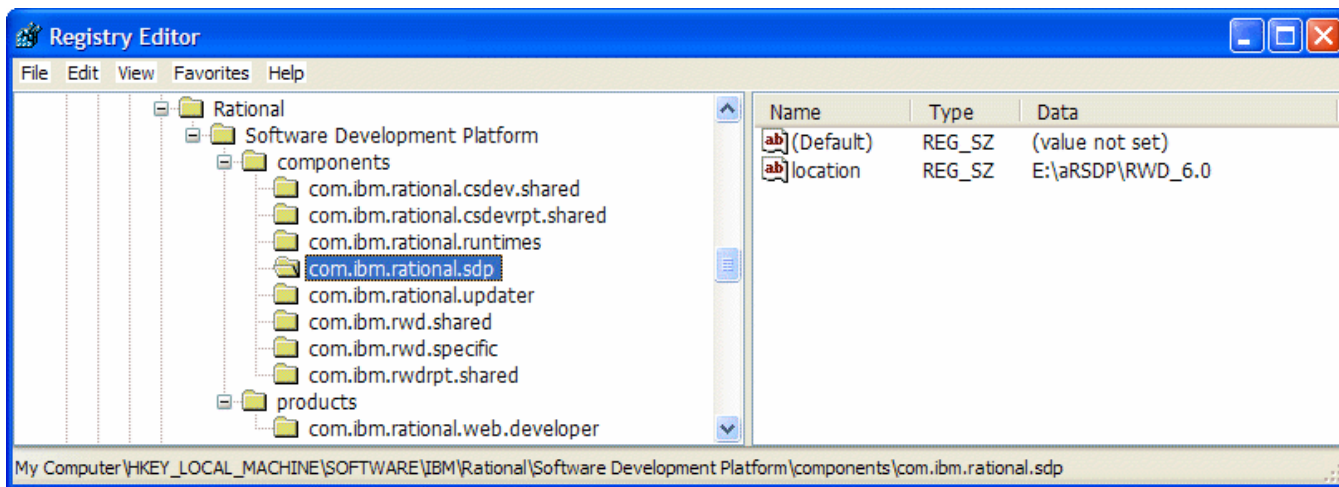 Registry Editor
File Edit View Favorites Help
Rational
Software Development Platform
components
com.ibm.rational.csdev.shared
com.ibm.rational.csdevrpt.shared
com.ibm.rational.runtimes
com.ibm.rational.sdp
com.ibm.rational.updater
com.ibm.rwd.shared
com.ibm.rwd.specific
com.ibm.rwdrpt.shared
products
com.ibm.rational.web.developer
Name Type Data
ab (Default) REG_SZ (value not set)
ab location REG_SZ E:\aRSDP\RWD_6.0
My Computer\HKEY_LOCAL_MACHINE\SOFTWARE\IBM\Rational\Software Development Platform\components\com.ibm.rational.sdp